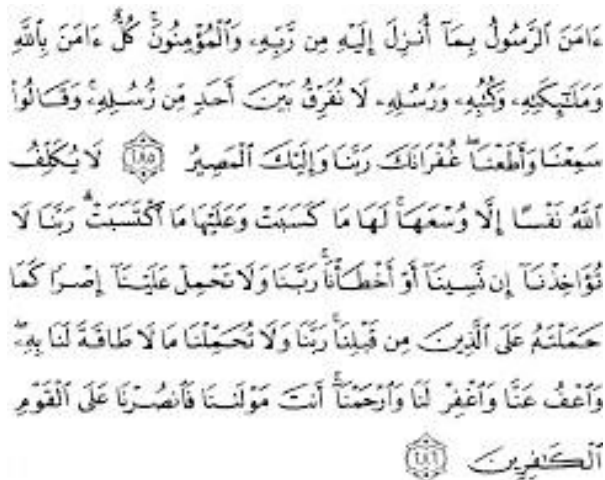 ءَامَنَ ٱلرَّسُولُ بِمَآ أُنزِلَ إِلَيْهِ مِن رَّبِّهِۦ وَٱلْمُؤْمِنُونَ ۚ كُلٌّ ءَامَنَ بِٱللَّهِ
وَمَلَـٰٓئِكَتِهِۦ وَكُتُبِهِۦ وَرُسُلِهِۦ لَا نُفَرِّقُ بَيْنَ أَحَدٍ مِّن رُّسُلِهِۦ ۚ وَقَالُوا۟
سَمِعْنَا وَأَطَعْنَا ۖ غُفْرَانَكَ رَبَّنَا وَإِلَيْكَ ٱلْمَصِيرُ ٢٨٥ لَا يُكَلِّفُ
ٱللَّهُ نَفْسًا إِلَّا وُسْعَهَا ۚ لَهَا مَا كَسَبَتْ وَعَلَيْهَا مَا ٱكْتَسَبَتْ ۗ رَبَّنَا لَا
تُؤَاخِذْنَآ إِن نَّسِينَآ أَوْ أَخْطَأْنَا ۚ رَبَّنَا وَلَا تَحْمِلْ عَلَيْنَآ إِصْرًا كَمَا
حَمَلْتَهُۥ عَلَى ٱلَّذِينَ مِن قَبْلِنَا ۚ رَبَّنَا وَلَا تُحَمِّلْنَا مَا لَا طَاقَةَ لَنَا بِهِۦ ۖ
وَٱعْفُ عَنَّا وَٱغْفِرْ لَنَا وَٱرْحَمْنَآ ۚ أَنتَ مَوْلَىٰنَا فَٱنصُرْنَا عَلَى ٱلْقَوْمِ
ٱلْكَـٰفِرِينَ ٢٨٦